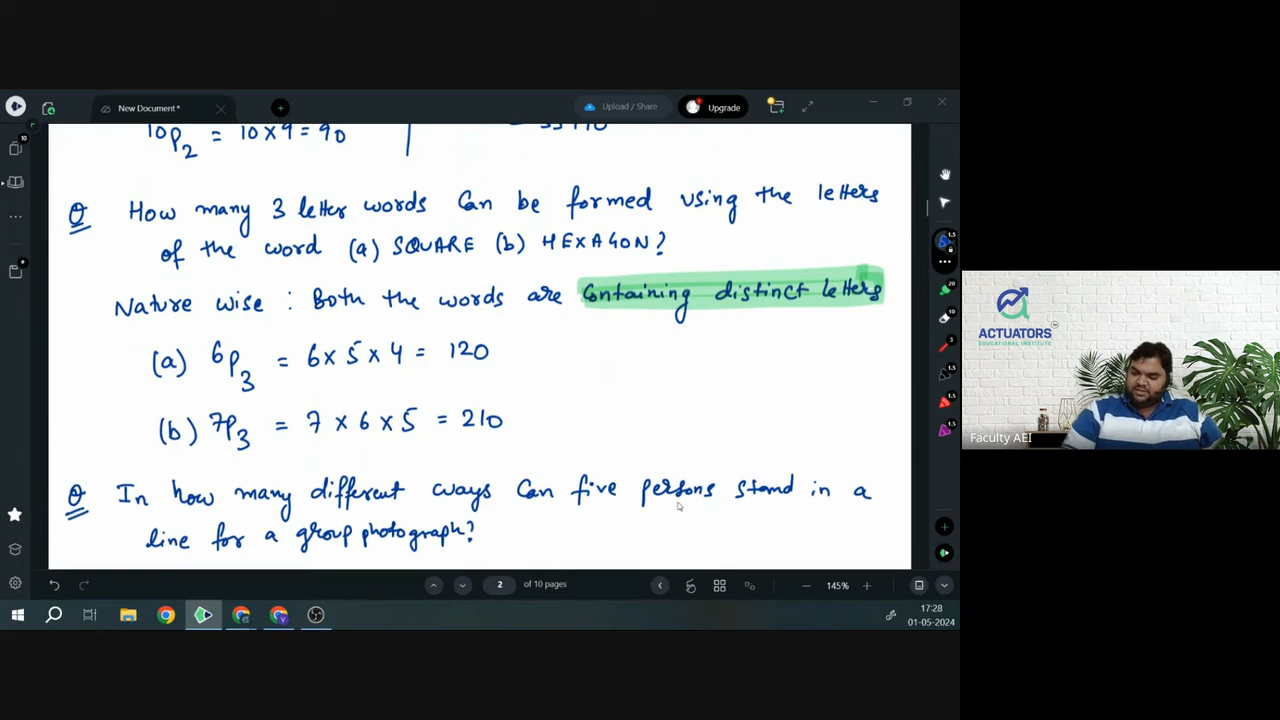 New Document*
Upload / Share
Upgrade
10P2 = 10 x 9 = 90
Q How many 3 letter words Can be formed using the letters
of the word (a) SQUARE (b) HEXAGON?
Nature wise : Both the words are Containing distinct letters
(a) 6P3 = 6 x 5 x 4 = 120
(b) 7P3 = 7 x 6 x 5 = 210
Q In how many different ways Can five persons stand in a
line for a group photograph?
2 of 10 pages
145%
17:28
01-05-2024
ACTUATORS
EDUCATIONAL INSTITUTE
Faculty AEI